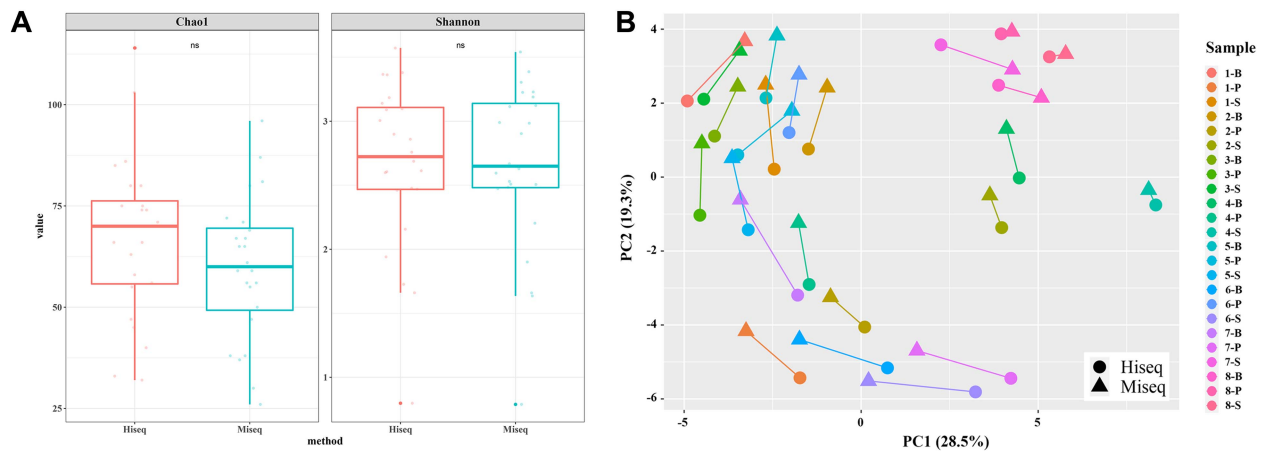 A
Chao1
Shannon
ns
ns
value
100
75
50
25
3
2
1
Hiseq
Miseq
Hiseq
Miseq
method
B
PC2 (19.3%)
4
2
0
-2
-4
-6
-5
0
5
PC1 (28.5%)
Hiseq
Miseq
Sample
1-B
1-P
1-S
2-B
2-P
2-S
3-B
3-P
3-S
4-B
4-P
4-S
5-B
5-P
5-S
6-B
6-P
6-S
7-B
7-P
7-S
8-B
8-P
8-S